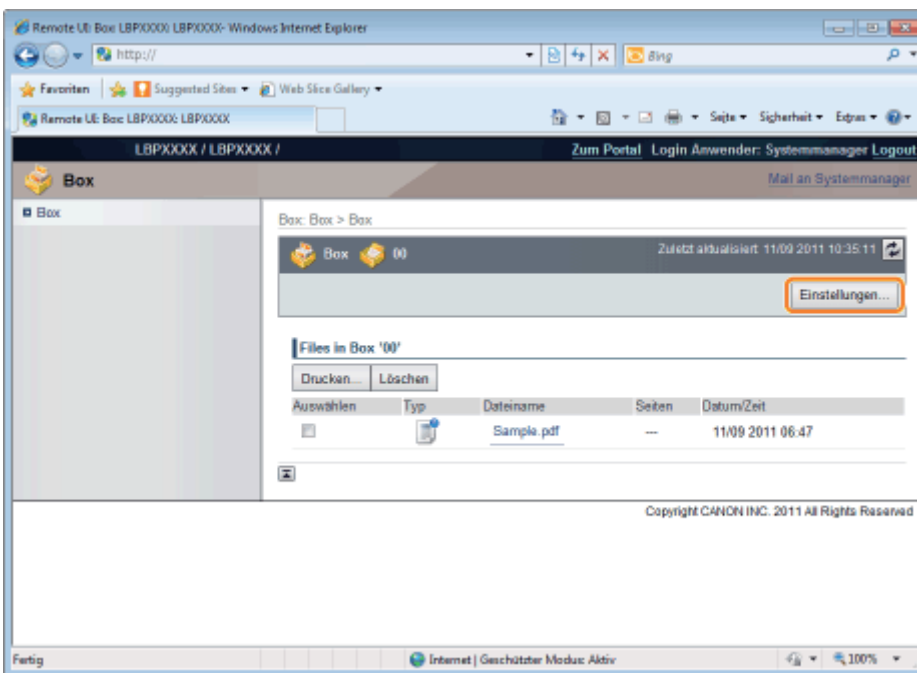 Remote UI: Box: LBPXXXX: LBPXXXX- Windows Internet Explorer
http://
Bing
Favoriten Suggested Sites Web Slice Gallery
Remote UI: Box: LBPXXXX: LBPXXXX
Seite Sicherheit Extras
LBPXXXX / LBPXXXX / Zum Portal Login Anwender: Systemmanager Logout
Box Mail an Systemmanager
Box
Box: Box > Box
Box 00 Zuletzt aktualisiert 11/09 2011 10:35:11
Einstellungen...
Files in Box '00'
Drucken... Löschen
Auswählen Typ Dateiname Seiten Datum/Zeit
Sample.pdf --- 11/09 2011 06:47
Copyright CANON INC. 2011 All Rights Reserved
Fertig Internet | Geschützter Modus: Aktiv 100%